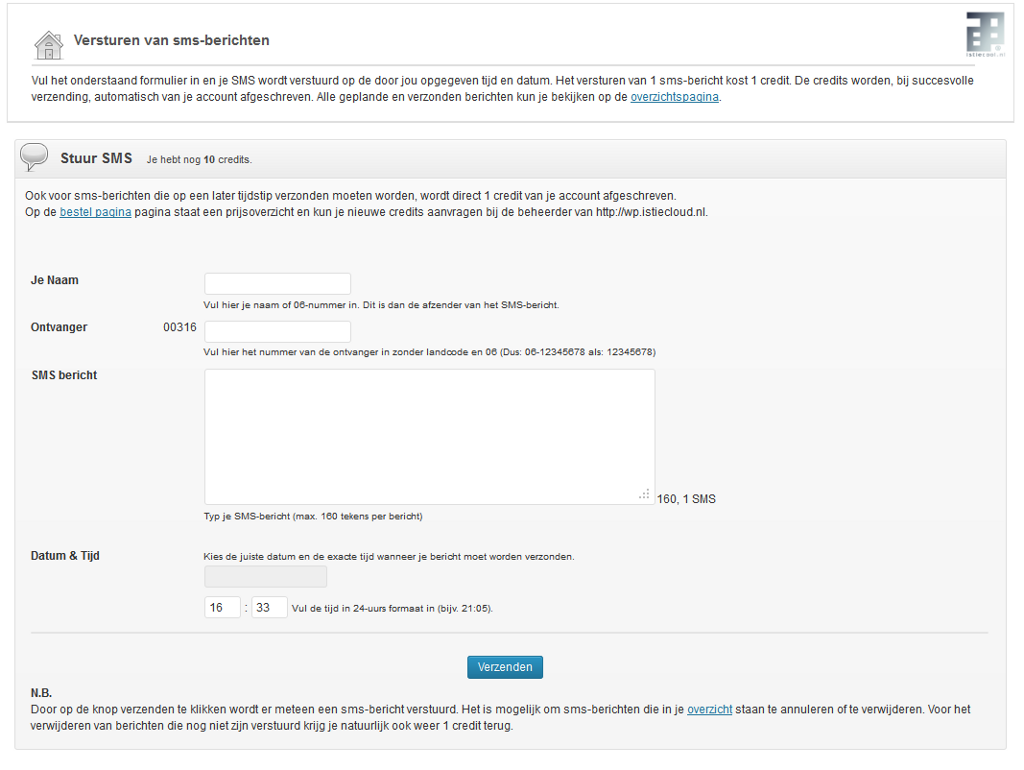 Versturen van sms-berichten
istiecool.nl
Vul het onderstaand formulier in en je SMS wordt verstuurd op de door jou opgegeven tijd en datum. Het versturen van 1 sms-bericht kost 1 credit. De credits worden, bij succesvolle
verzending, automatisch van je account afgeschreven. Alle geplande en verzonden berichten kun je bekijken op de overzichtspagina.
Stuur SMS Je hebt nog 10 credits.
Ook voor sms-berichten die op een later tijdstip verzonden moeten worden, wordt direct 1 credit van je account afgeschreven.
Op de bestel pagina pagina staat een prijsoverzicht en kun je nieuwe credits aanvragen bij de beheerder van http://wp.istiecloud.nl.
Je Naam
Vul hier je naam of 06-nummer in. Dit is dan de afzender van het SMS-bericht.
Ontvanger 00316
Vul hier het nummer van de ontvanger in zonder landcode en 06 (Dus: 06-12345678 als: 12345678)
SMS bericht
160, 1 SMS
Typ je SMS-bericht (max. 160 tekens per bericht)
Datum & Tijd Kies de juiste datum en de exacte tijd wanneer je bericht moet worden verzonden.
16 : 33 Vul de tijd in 24-uurs formaat in (bijv. 21:05).
Verzenden
N.B.
Door op de knop verzenden te klikken wordt er meteen een sms-bericht verstuurd. Het is mogelijk om sms-berichten die in je overzicht staan te annuleren of te verwijderen. Voor het
verwijderen van berichten die nog niet zijn verstuurd krijg je natuurlijk ook weer 1 credit terug.